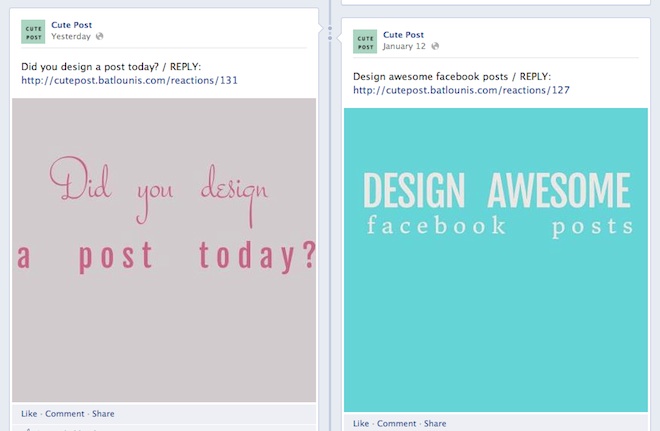 CUTE
POST
Cute Post
Yesterday
Did you design a post today? / REPLY:
http://cutepost.batlounis.com/reactions/131
Did you design
a post today?
Like · Comment · Share
CUTE
POST
Cute Post
January 12
Design awesome facebook posts / REPLY:
http://cutepost.batlounis.com/reactions/127
DESIGN AWESOME
facebook posts
Like · Comment · Share